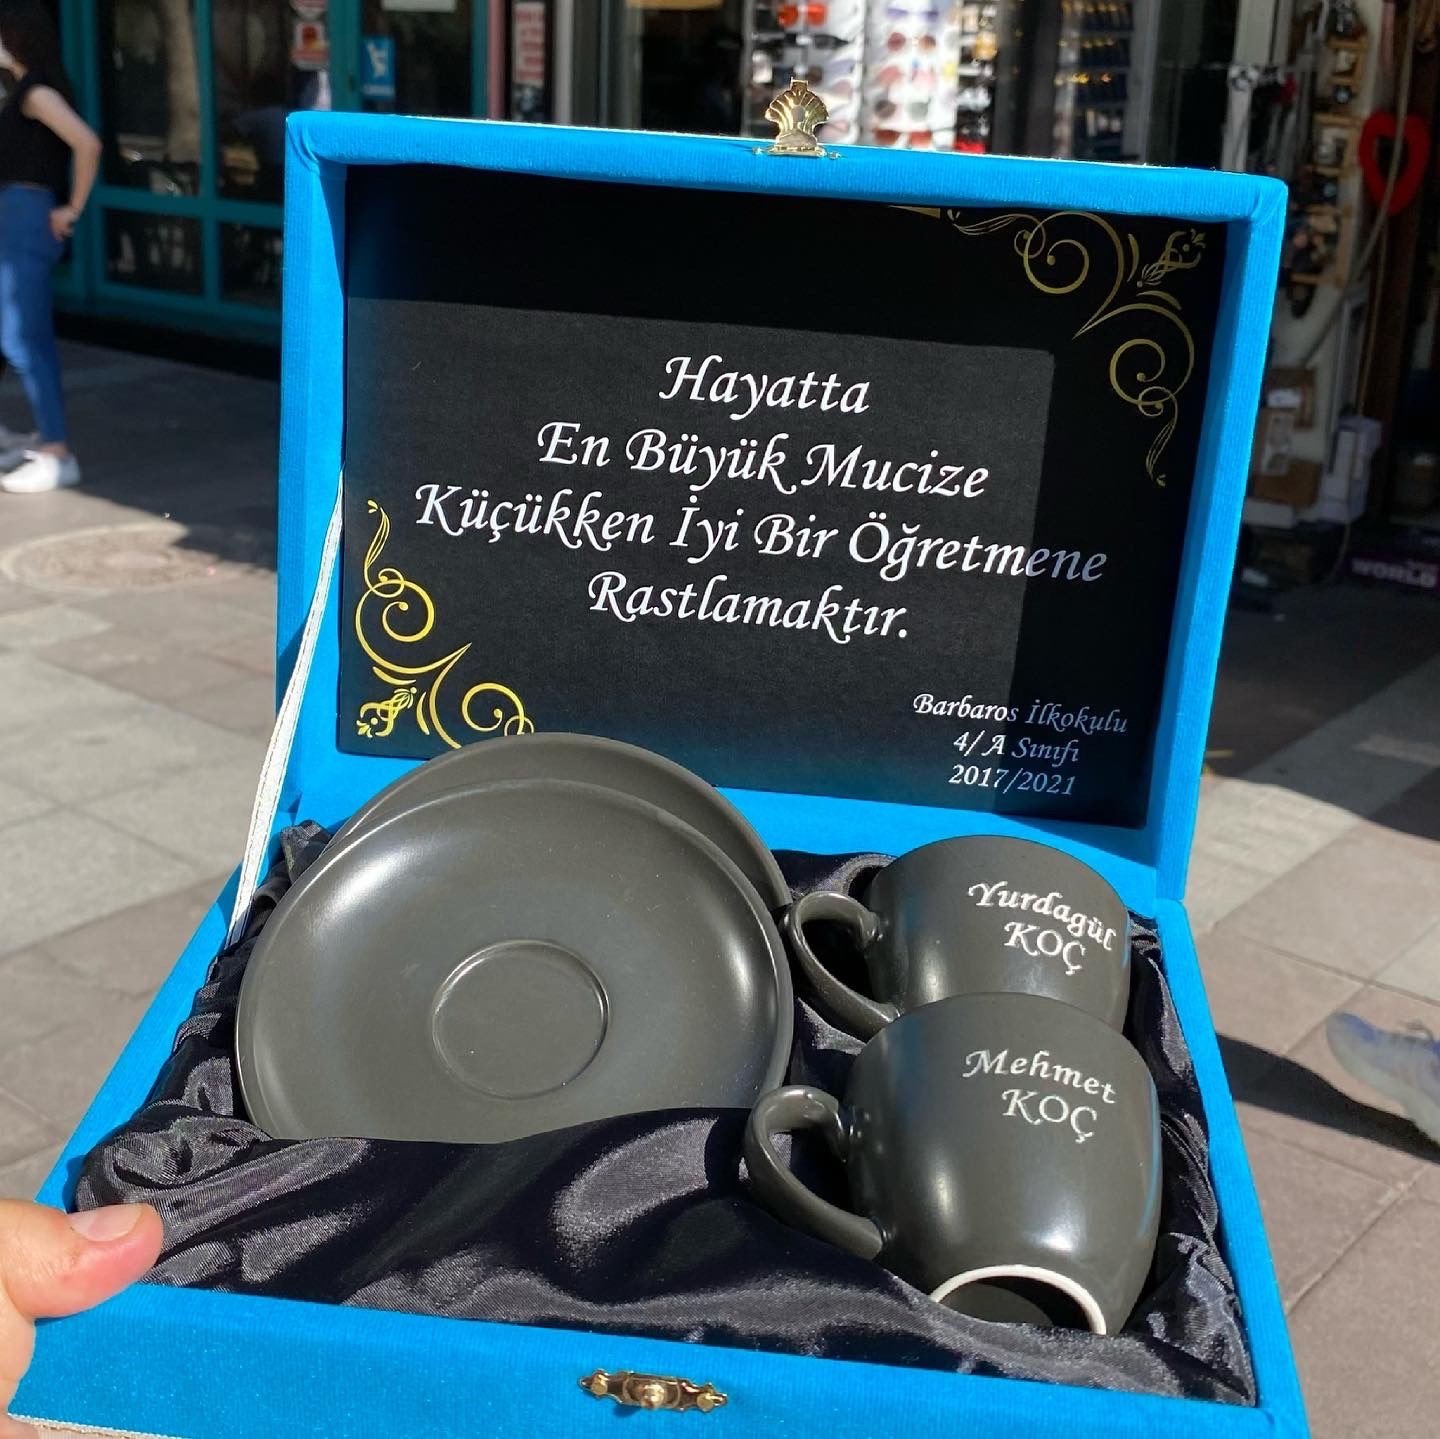 Hayatta
En Büyük Mucize
Küçükken İyi Bir Öğretmene
Rastlamaktır.
Barbaros İlkokulu
4/A Sınıfı
2017/2021
Yurdagül
KOÇ
Mehmet
KOÇ
WORLD